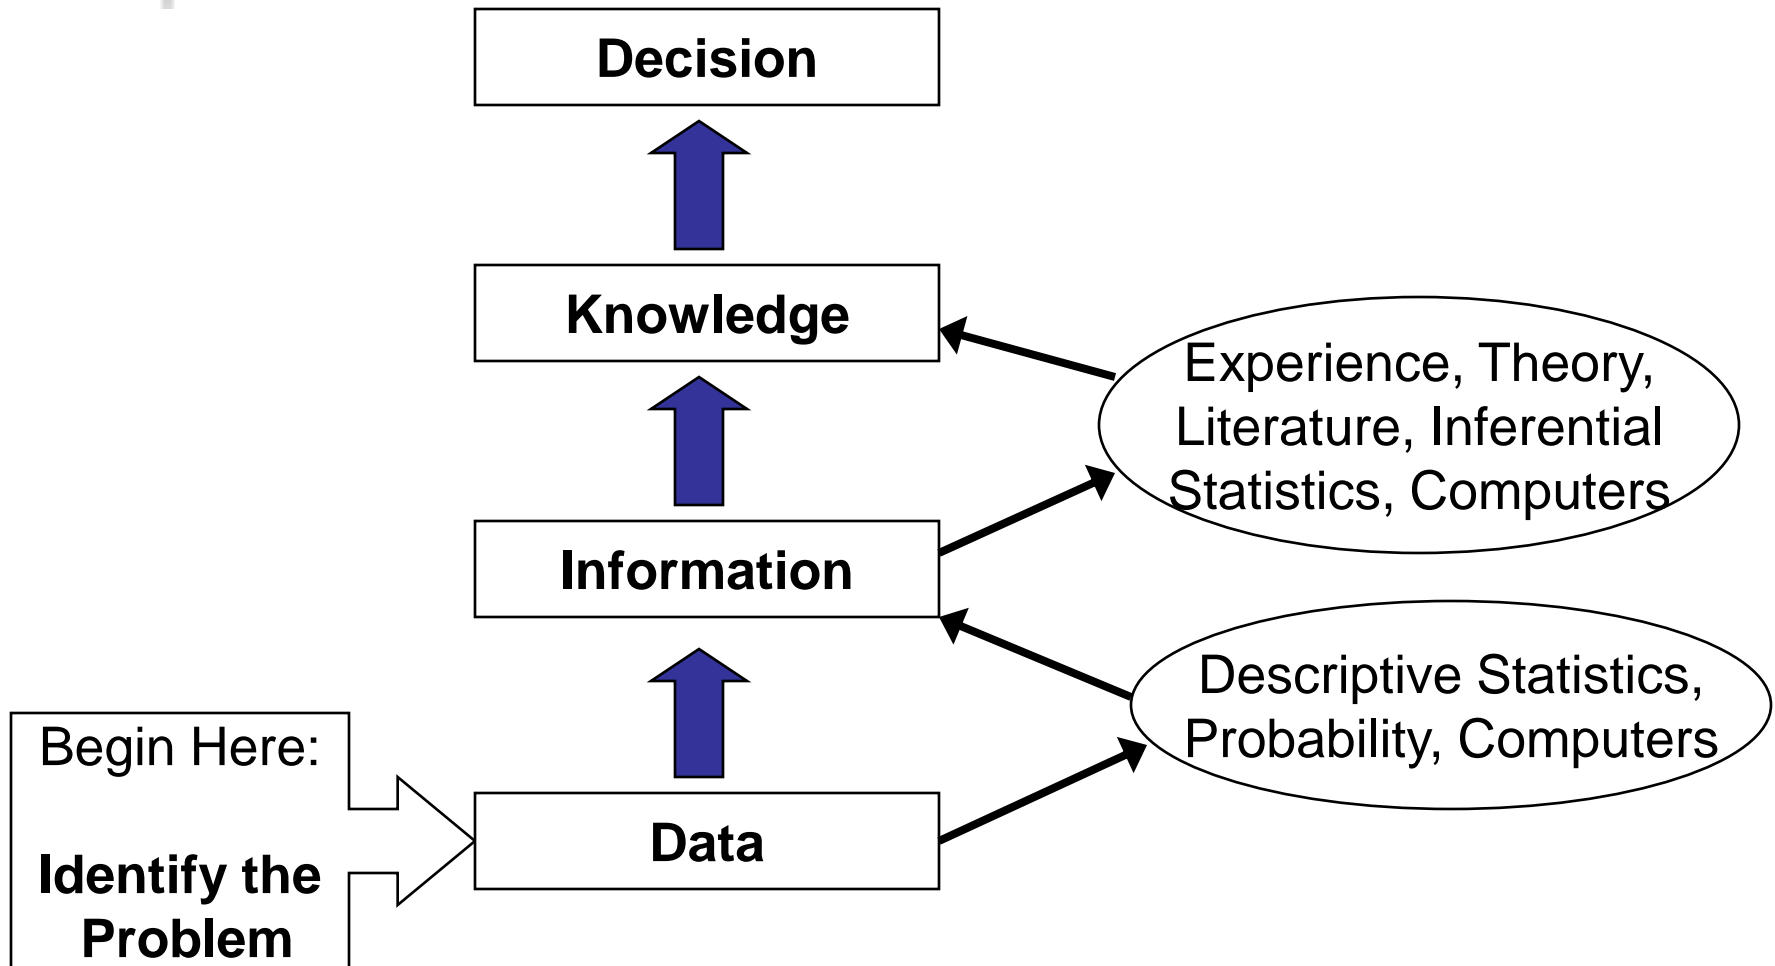 Decision
Knowledge
Experience, Theory,
Literature, Inferential
Statistics, Computers
Information
Descriptive Statistics,
Probability, Computers
Begin Here:
Identify the
Problem
Data